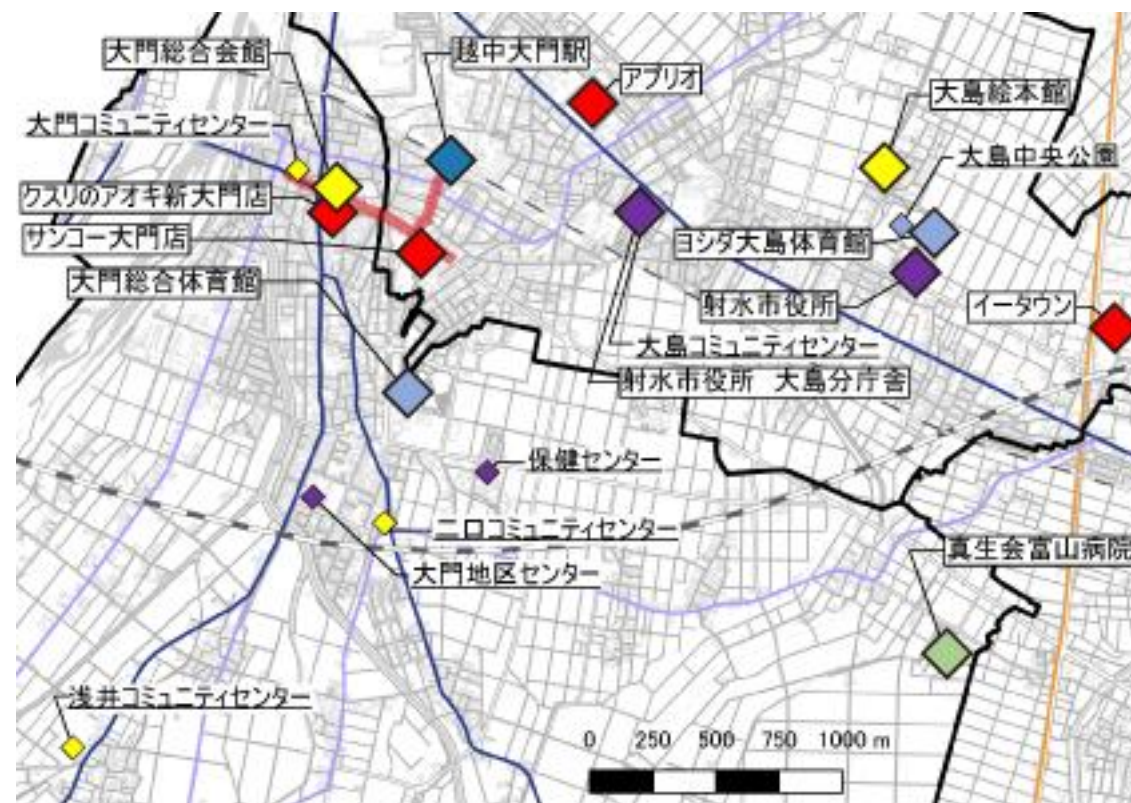 大門総合会館
越中大門駅
アプリオ
大島絵本館
大門コミュニティセンター
大島中央公園
クスリのアオキ新大門店
サンコー大門店
ヨシダ大島体育館
大門総合体育館
射水市役所
イータウン
大島コミュニティセンター
射水市役所 大島分庁舎
保健センター
二口コミュニティセンター
真生会富山病院
大門地区センター
浅井コミュニティセンター
0 250 500 750 1000 m